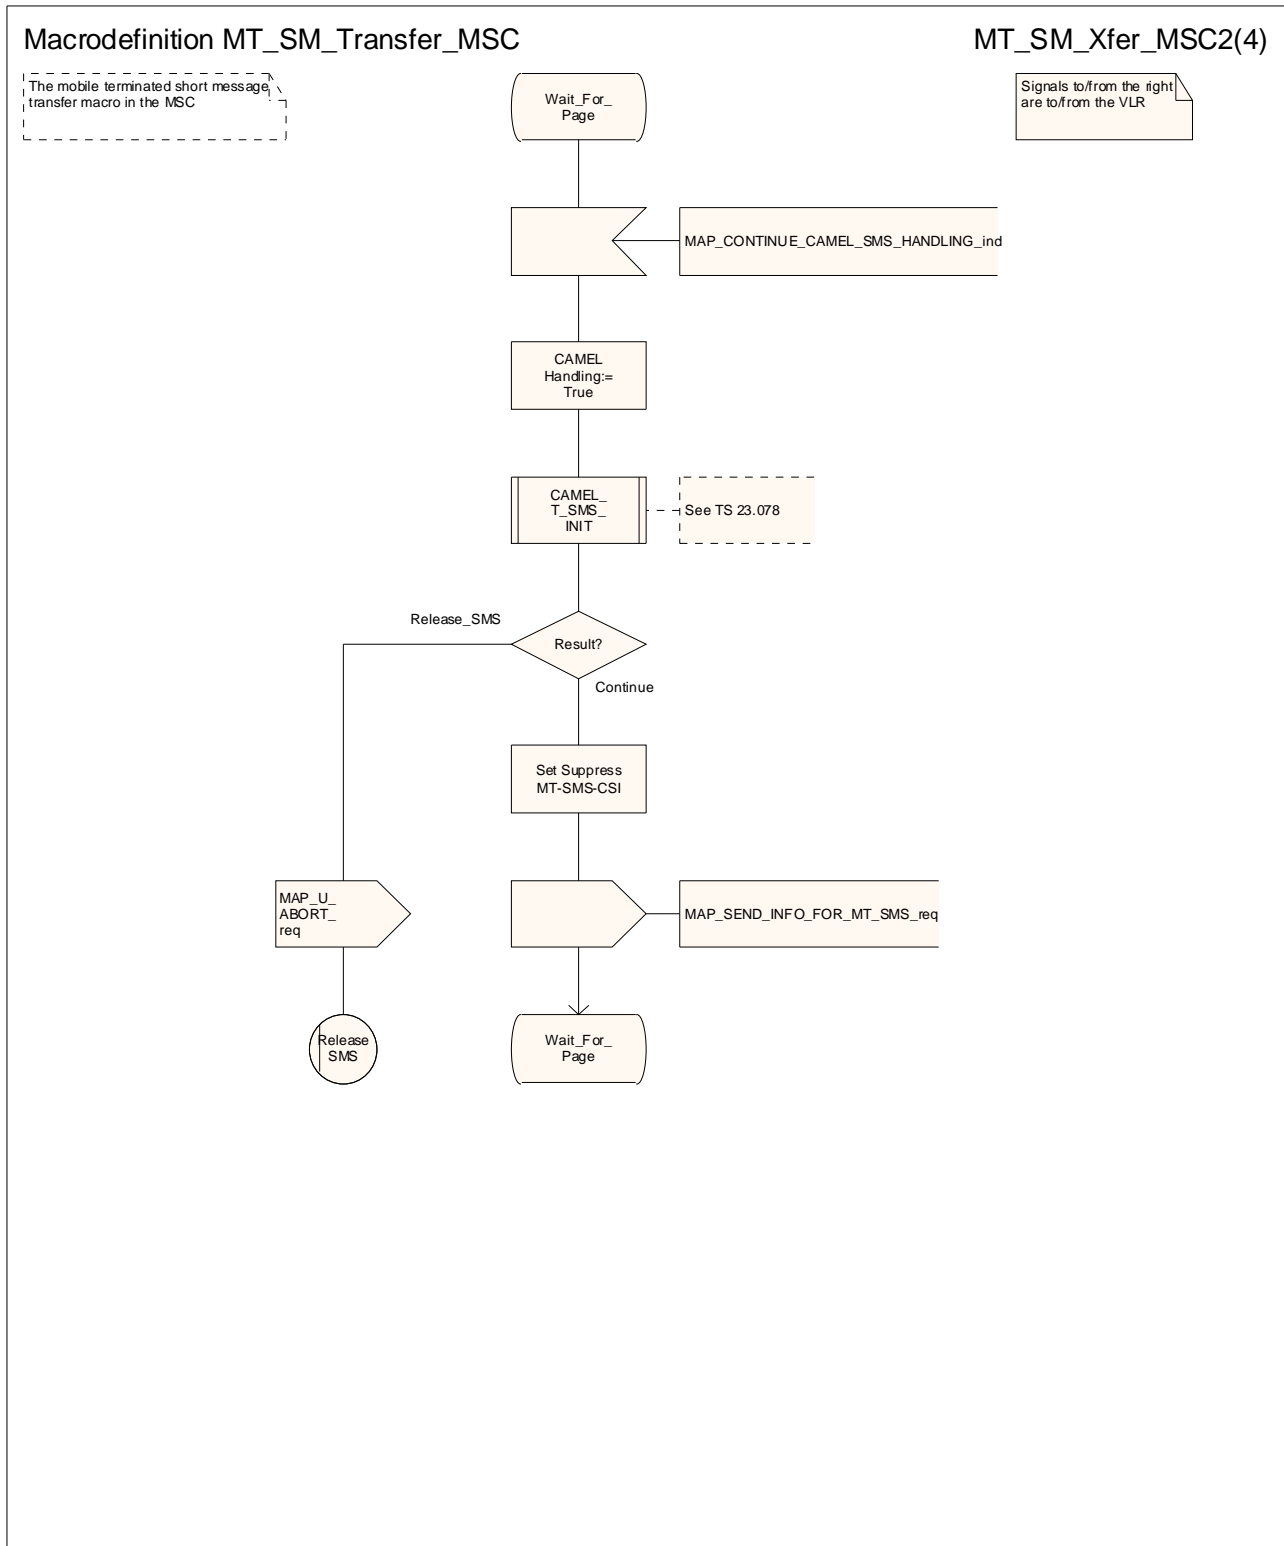 Macrodefinition MT_SM_Transfer_MSC
MT_SM_Xfer_MSC2(4)
The mobile terminated short message
transfer macro in the MSC
Wait_For_
Page
Signals to/from the right
are to/from the VLR
MAP_CONTINUE_CAMEL_SMS_HANDLING_ind
CAMEL
Handling:=
True
CAMEL_
T_SMS_
INIT
See TS 23.078
Release_SMS
Result?
Continue
Set Suppress
MT-SMS-CSI
MAP_U_
ABORT_
req
MAP_SEND_INFO_FOR_MT_SMS_req
Release
SMS
Wait_For_
Page